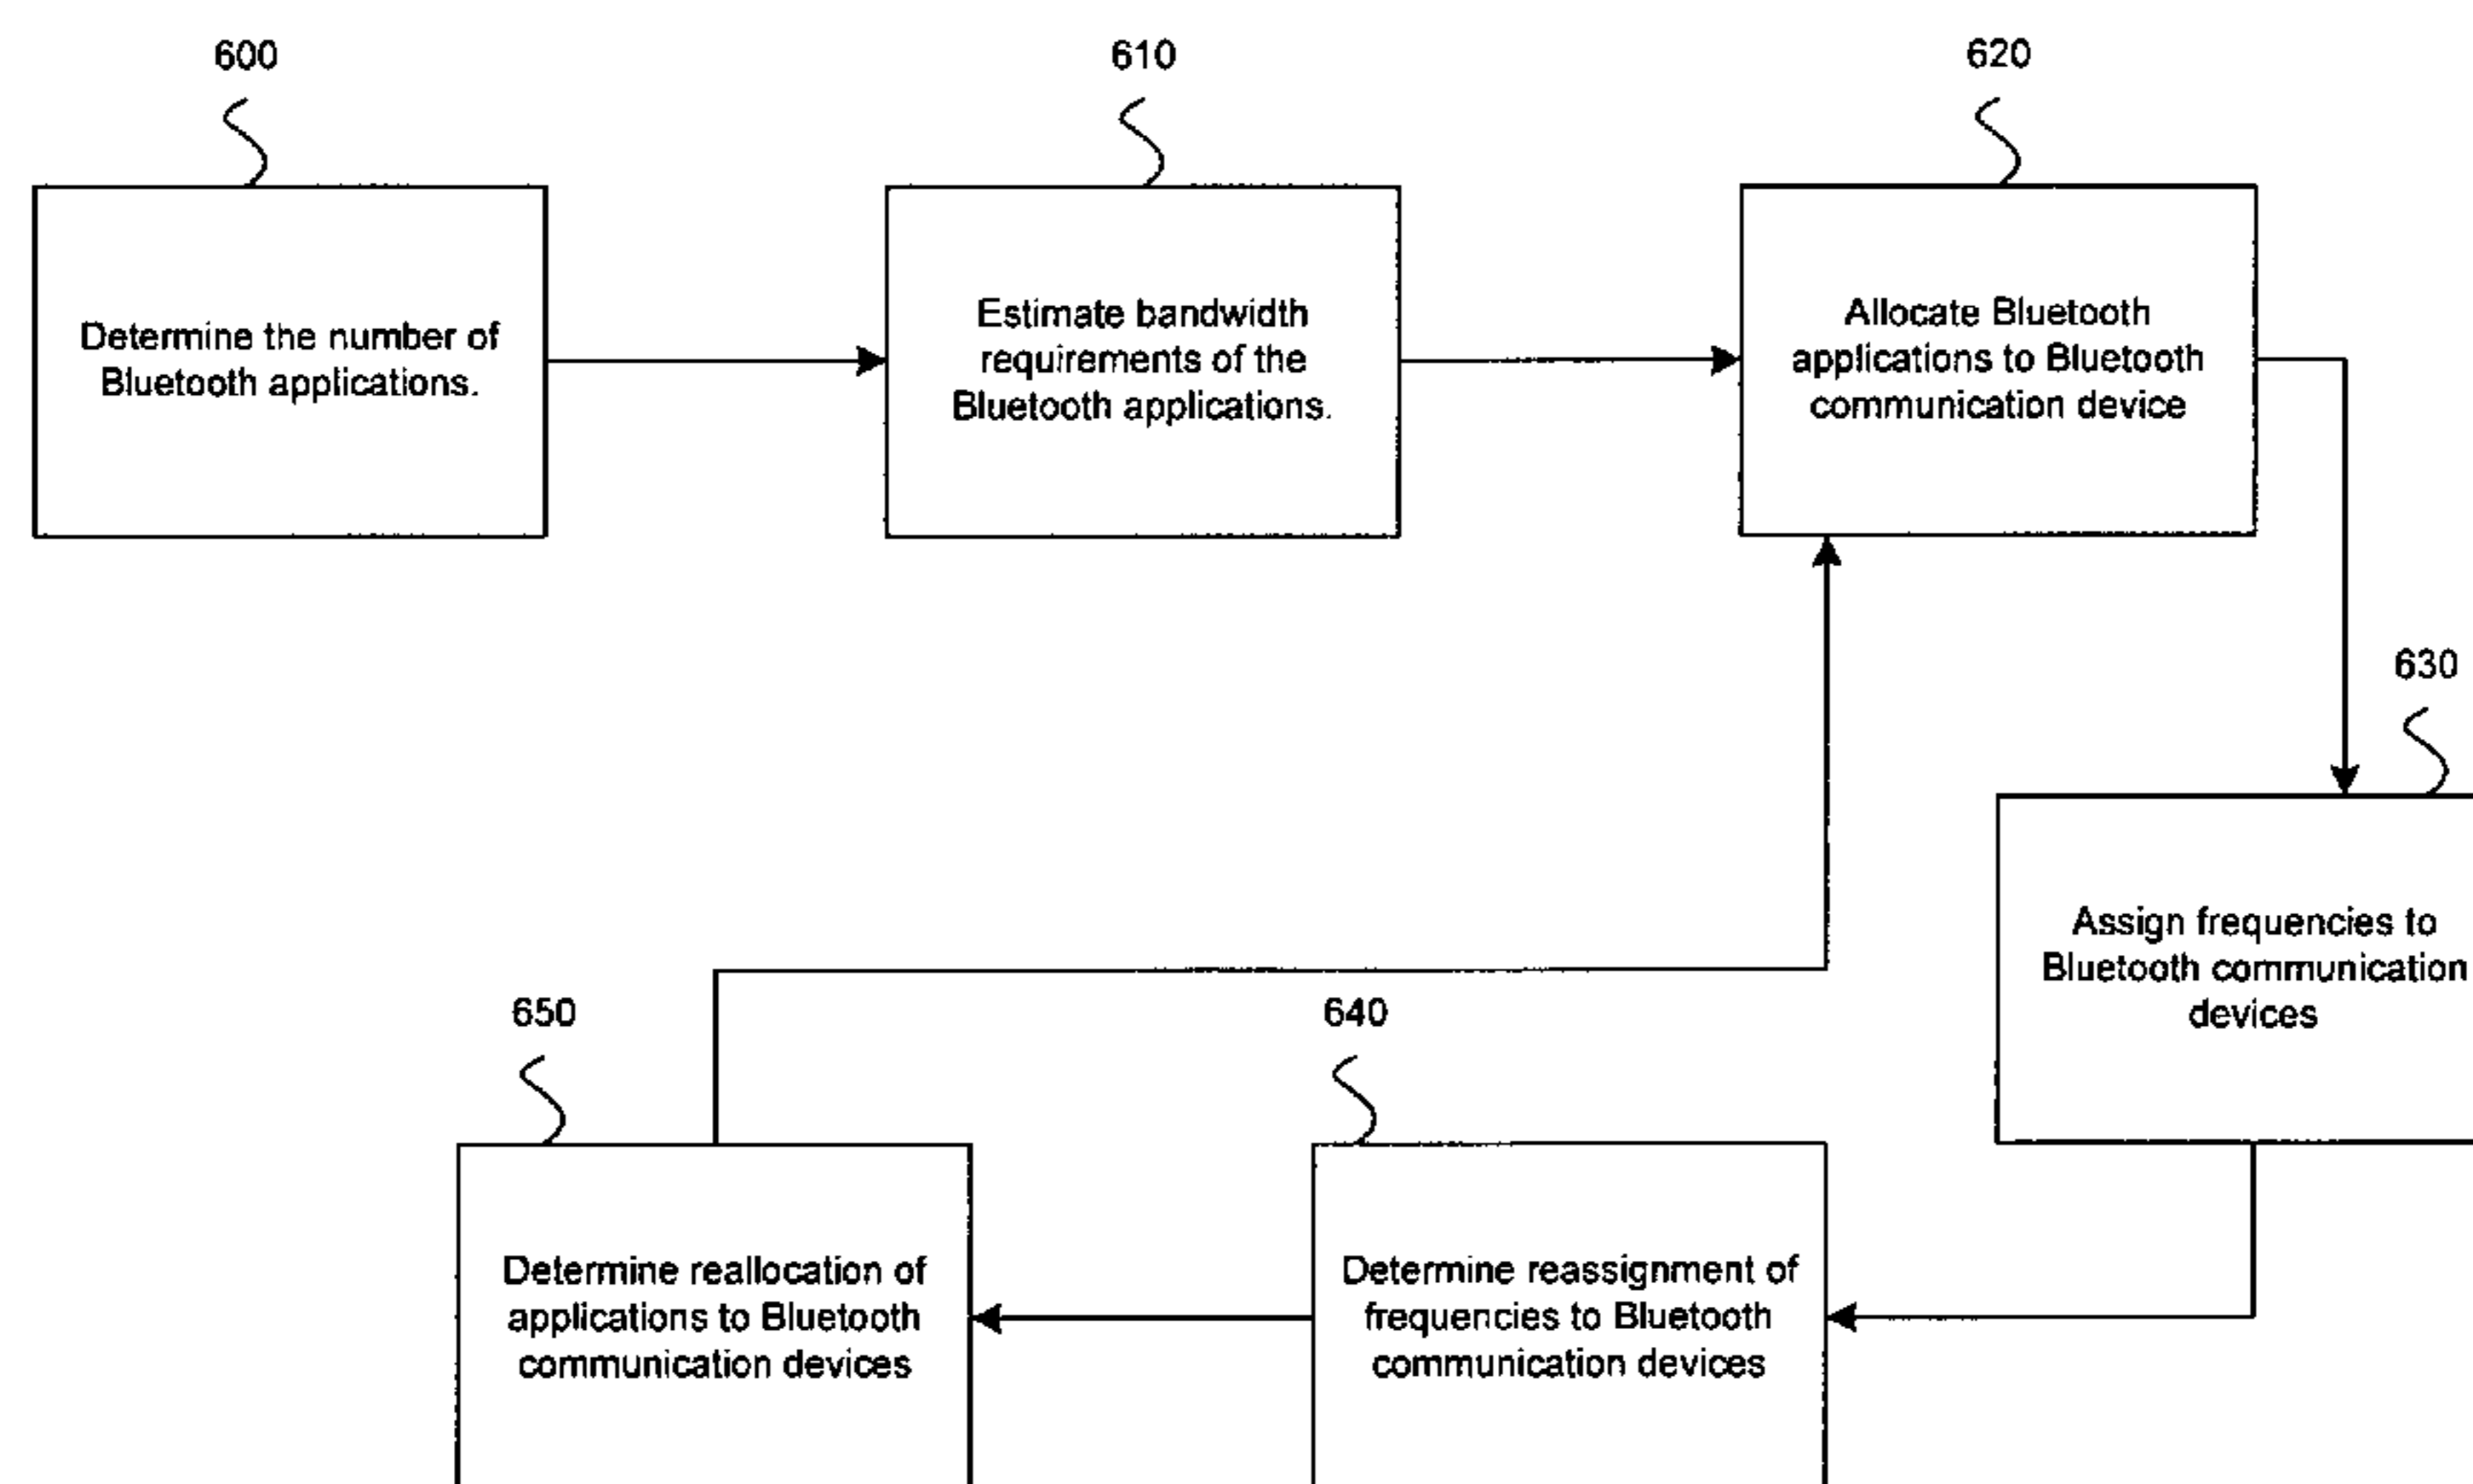 600
610
620
Determine the number of
Bluetooth applications.
Estimate bandwidth
requirements of the
Bluetooth applications.
Allocate Bluetooth
applications to Bluetooth
communication device
630
Assign frequencies to
Bluetooth communication
devices
650
640
Determine reallocation of
applications to Bluetooth
communication devices
Determine reassignment of
frequencies to Bluetooth
communication devices